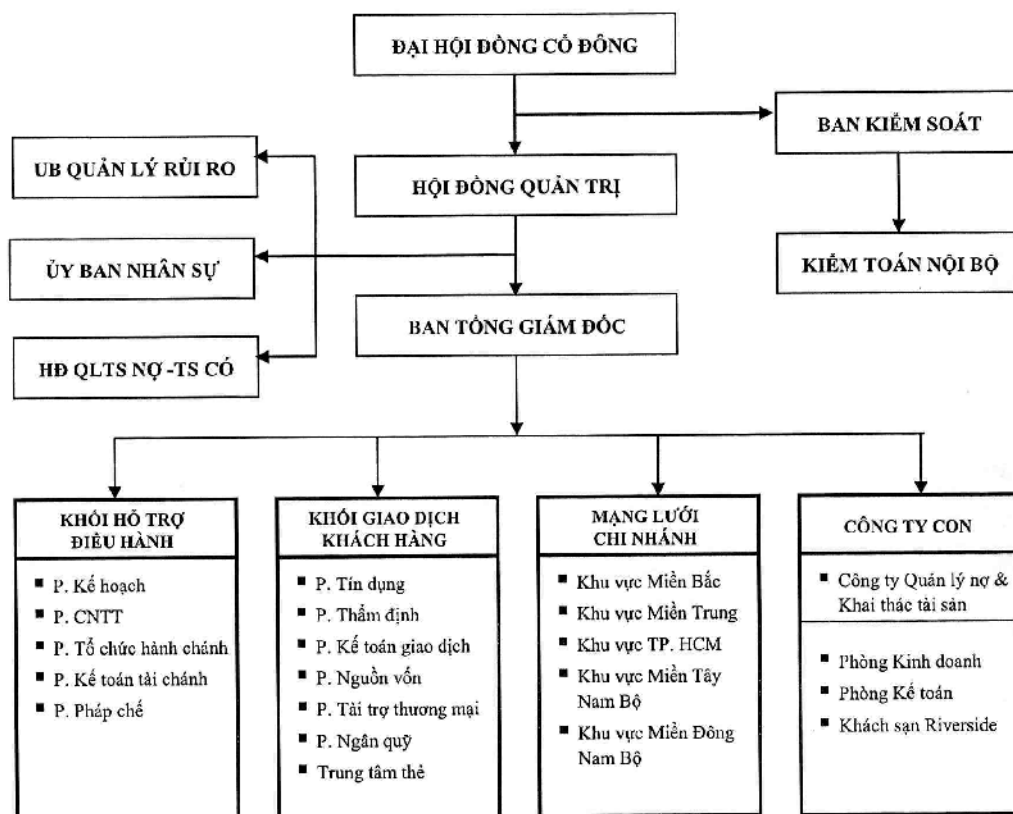 ĐẠI HỘI ĐỒNG CỔ ĐÔNG
BAN KIỂM SOÁT
UB QUẢN LÝ RỦI RO
HỘI ĐỒNG QUẢN TRỊ
ỦY BAN NHÂN SỰ
KIỂM TOÁN NỘI BỘ
BAN TỔNG GIÁM ĐỐC
HĐ QLTS NỢ -TS CÓ
KHỐI HỖ TRỢ
ĐIỀU HÀNH
▪ P. Kế hoạch
▪ P. CNTT
▪ P. Tổ chức hành chánh
▪ P. Kế toán tài chánh
▪ P. Pháp chế
KHỐI GIAO DỊCH
KHÁCH HÀNG
▪ P. Tín dụng
▪ P. Thẩm định
▪ P. Kế toán giao dịch
▪ P. Nguồn vốn
▪ P. Tài trợ thương mại
▪ P. Ngân quỹ
▪ Trung tâm thẻ
MẠNG LƯỚI
CHI NHÁNH
▪ Khu vực Miền Bắc
▪ Khu vực Miền Trung
▪ Khu vực TP. HCM
▪ Khu vực Miền Tây
Nam Bộ
▪ Khu vực Miền Đông
Nam Bộ
CÔNG TY CON
▪ Công ty Quản lý nợ &
Khai thác tài sản
▪ Phòng Kinh doanh
▪ Phòng Kế toán
▪ Khách sạn Riverside